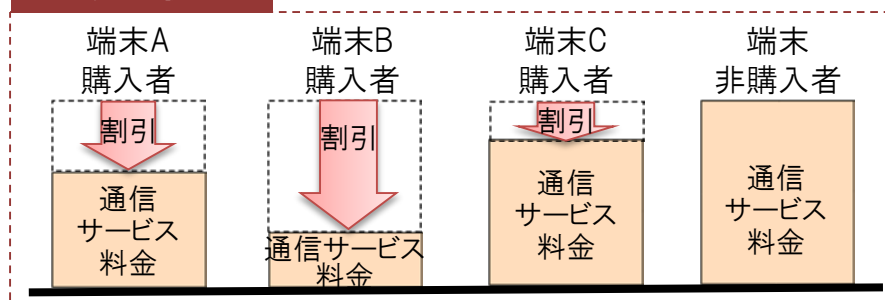 端末A
購入者
端末B
購入者
端末C
購入者
端末
非購入者
割引
割引
割引
通信
サービス
料金
通信サービス
料金
通信
サービス
料金
通信
サービス
料金